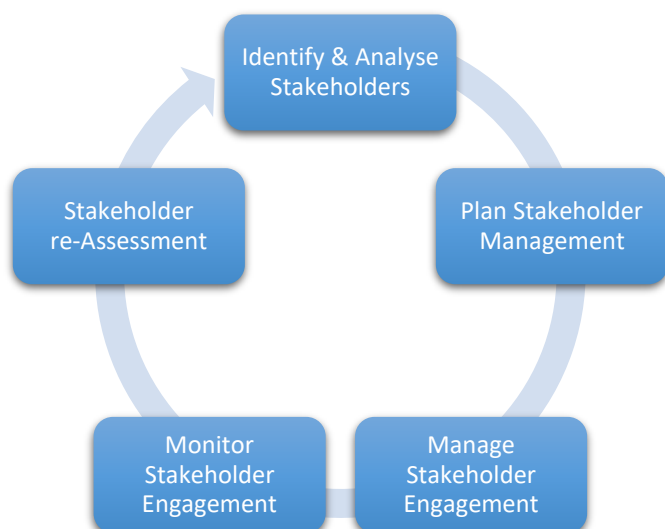 Identify & Analyse
Stakeholders
Plan Stakeholder
Management
Manage
Stakeholder
Engagement
Monitor
Stakeholder
Engagement
Stakeholder
re-Assessment